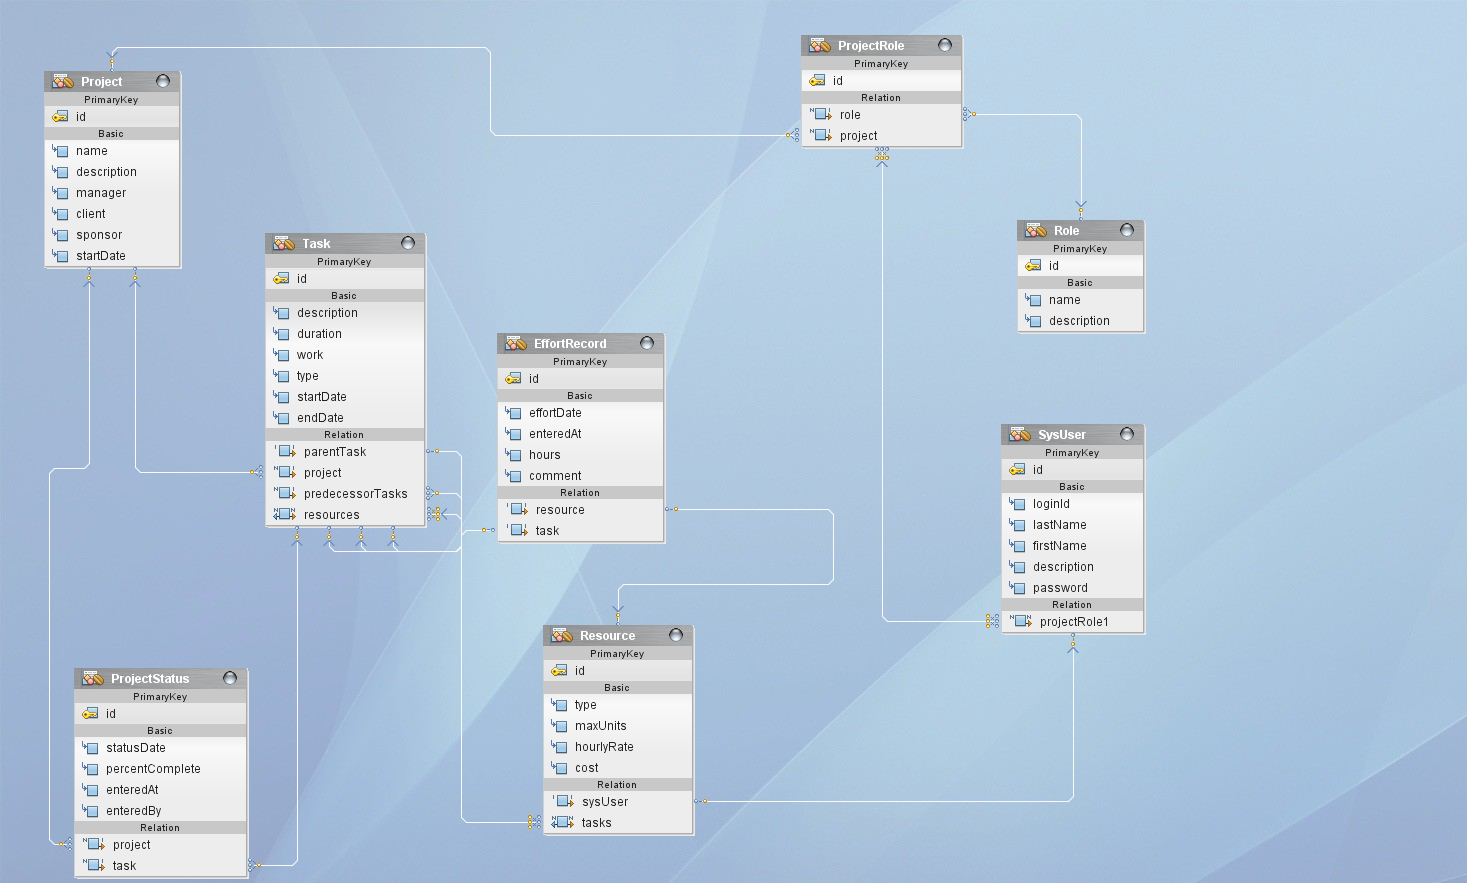 Project
PrimaryKey
id
Basic
name
description
manager
client
sponsor
startDate
ProjectRole
PrimaryKey
id
Relation
role
project
Task
PrimaryKey
id
Basic
description
duration
work
type
startDate
endDate
Relation
parentTask
project
predecessorTasks
resources
Role
PrimaryKey
id
Basic
name
description
EffortRecord
PrimaryKey
id
Basic
effortDate
enteredAt
hours
comment
Relation
resource
task
SysUser
PrimaryKey
id
Basic
loginId
lastName
firstName
description
password
Relation
projectRole1
Resource
PrimaryKey
id
Basic
type
maxUnits
hourlyRate
cost
Relation
sysUser
tasks
ProjectStatus
PrimaryKey
id
Basic
statusDate
percentComplete
enteredAt
enteredBy
Relation
project
task